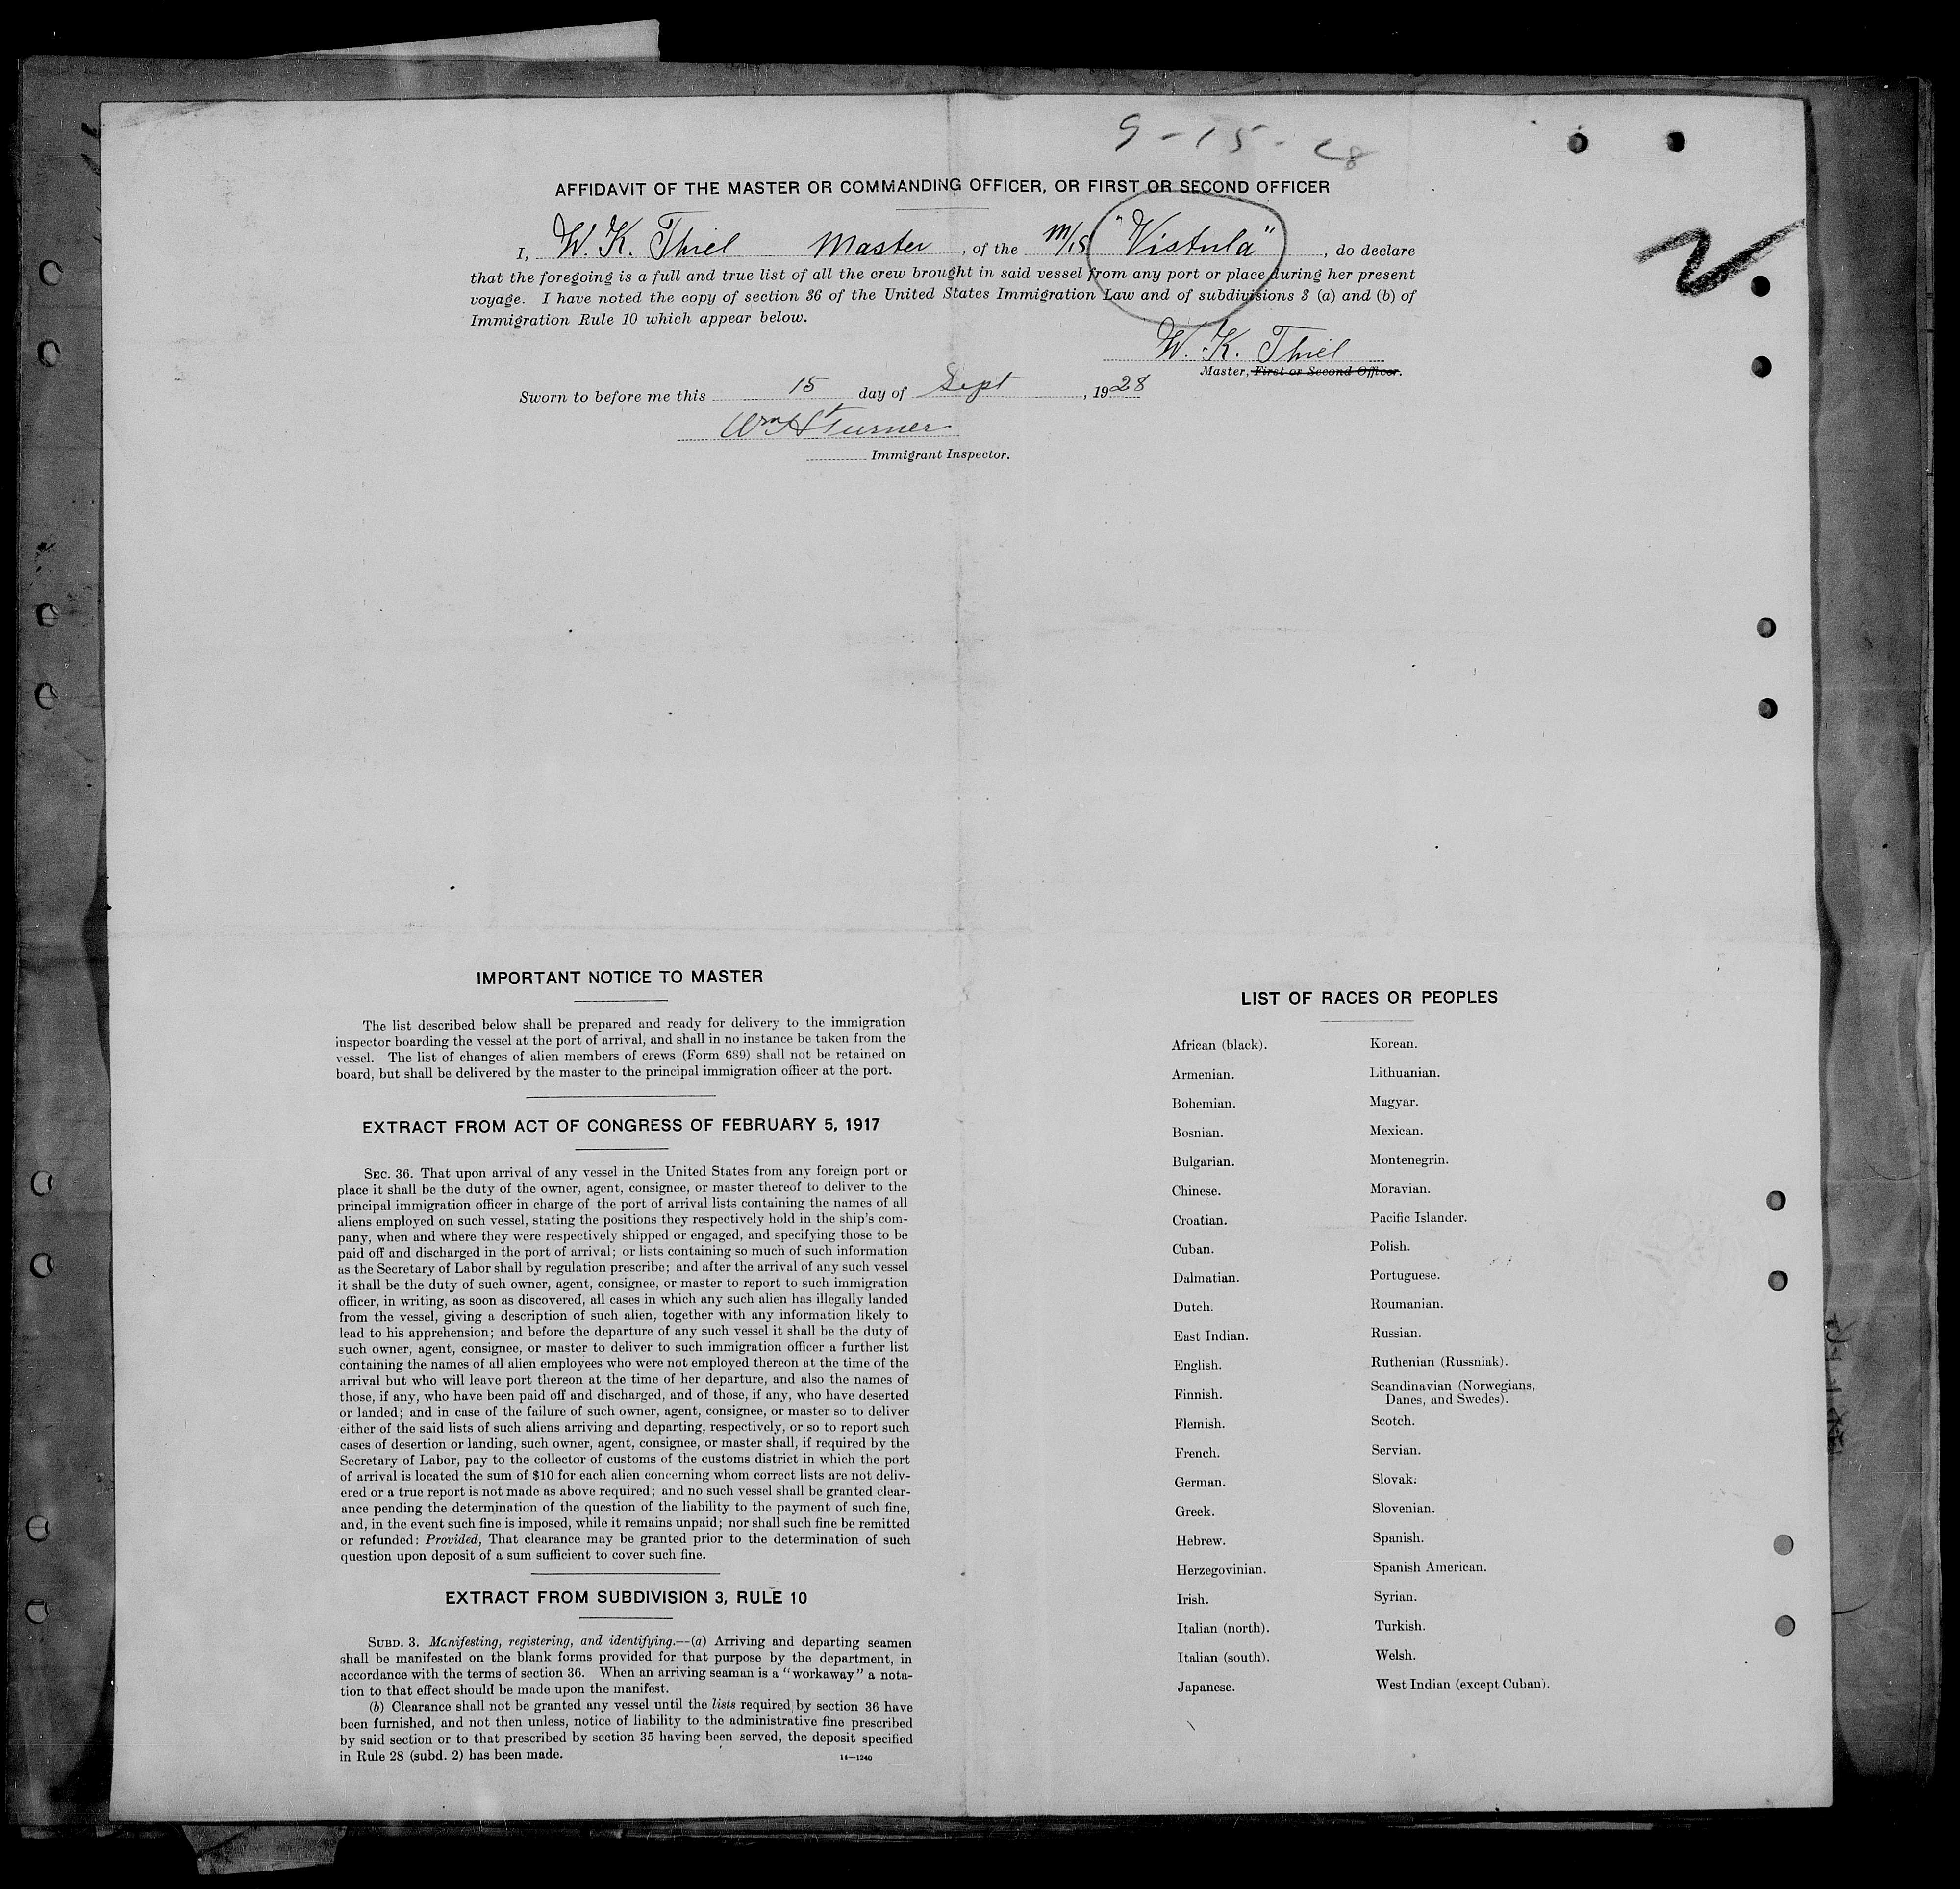 9-15-28
AFFIDAVIT OF THE MASTER OR COMMANDING OFFICER, OR FIRST OR SECOND OFFICER
I, W. K. Thiel Master, of the M/S "Vistula", do declare
that the foregoing is a full and true list of all the crew brought in said vessel from any port or place during her present
voyage. I have noted the copy of section 36 of the United States Immigration Law and of subdivisions 3 (a) and (b) of
Immigration Rule 10 which appear below.
W. K. Thiel
Master, First or Second Officer.
Sworn to before me this 15 day of Sept, 1928
Wm H Turner
Immigrant Inspector.
IMPORTANT NOTICE TO MASTER
The list described below shall be prepared and ready for delivery to the immigration
inspector boarding the vessel at the port of arrival, and shall in no instance be taken from the
vessel. The list of changes of alien members of crews (Form 689) shall not be retained on
board, but shall be delivered by the master to the principal immigration officer at the port.
EXTRACT FROM ACT OF CONGRESS OF FEBRUARY 5, 1917
SEC. 36. That upon arrival of any vessel in the United States from any foreign port or
place it shall be the duty of the owner, agent, consignee, or master thereof to deliver to the
principal immigration officer in charge of the port of arrival lists containing the names of all
aliens employed on such vessel, stating the positions they respectively hold in the ship's com-
pany, when and where they were respectively shipped or engaged, and specifying those to be
paid off and discharged in the port of arrival; or lists containing so much of such information
as the Secretary of Labor shall by regulation prescribe; and after the arrival of any such vessel
it shall be the duty of such owner, agent, consignee, or master to report to such immigration
officer, in writing, as soon as discovered, all cases in which any such alien has illegally landed
from the vessel, giving a description of such alien, together with any information likely to
lead to his apprehension; and before the departure of any such vessel it shall be the duty of
such owner, agent, consignee, or master to deliver to such immigration officer a further list
containing the names of all alien employees who were not employed thereon at the time of the
arrival but who will leave port thereon at the time of her departure, and also the names of
those, if any, who have been paid off and discharged, and of those, if any, who have deserted
or landed; and in case of the failure of such owner, agent, consignee, or master so to deliver
either of the said lists of such aliens arriving and departing, respectively, or so to report such
cases of desertion or landing, such owner, agent, consignee, or master shall, if required by the
Secretary of Labor, pay to the collector of customs of the customs district in which the port
of arrival is located the sum of $10 for each alien concerning whom correct lists are not deliv-
ered or a true report is not made as above required; and no such vessel shall be granted clear-
ance pending the determination of the question of the liability to the payment of such fine,
and, in the event such fine is imposed, while it remains unpaid; nor shall such fine be remitted
or refunded: Provided, That clearance may be granted prior to the determination of such
question upon deposit of a sum sufficient to cover such fine.
EXTRACT FROM SUBDIVISION 3, RULE 10
SUBD. 3. Manifesting, registering, and identifying.--(a) Arriving and departing seamen
shall be manifested on the blank forms provided for that purpose by the department, in
accordance with the terms of section 36. When an arriving seaman is a "workaway" a nota-
tion to that effect should be made upon the manifest.
(b) Clearance shall not be granted any vessel until the lists required by section 36 have
been furnished, and not then unless, notice of liability to the administrative fine prescribed
by said section or to that prescribed by section 35 having been served, the deposit specified
in Rule 28 (subd. 2) has been made.
14—1240
LIST OF RACES OR PEOPLES
African (black).
Armenian.
Bohemian.
Bosnian.
Bulgarian.
Chinese.
Croatian.
Cuban.
Dalmatian.
Dutch.
East Indian.
English.
Finnish.
Flemish.
French.
German.
Greek.
Hebrew.
Herzegovinian.
Irish.
Italian (north).
Italian (south).
Japanese.
Korean.
Lithuanian.
Magyar.
Mexican.
Montenegrin.
Moravian.
Pacific Islander.
Polish.
Portuguese.
Roumanian.
Russian.
Ruthenian (Russniak).
Scandinavian (Norwegians,
Danes, and Swedes).
Scotch.
Servian.
Slovak.
Slovenian.
Spanish.
Spanish American.
Syrian.
Turkish.
Welsh.
West Indian (except Cuban).